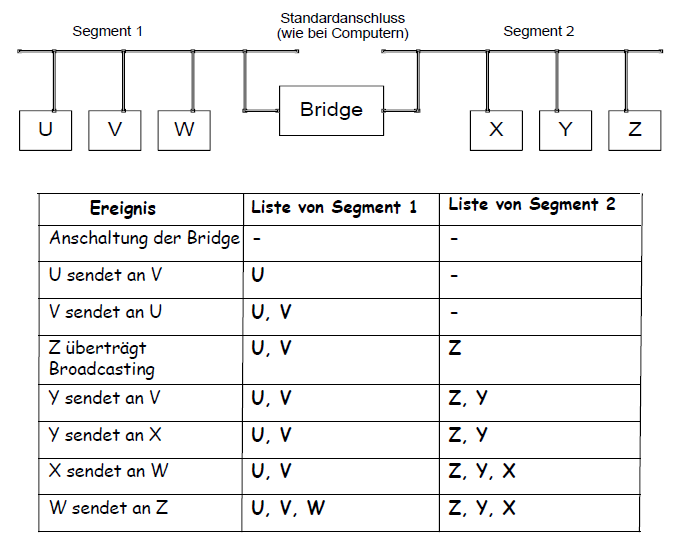 Segment 1
Standardanschluss
(wie bei Computern)
Segment 2
Bridge
U V W X Y Z
Ereignis Liste von Segment 1 Liste von Segment 2
Anschaltung der Bridge - -
U sendet an V U -
V sendet an U U, V -
Z überträgt
Broadcasting U, V Z
Y sendet an V U, V Z, Y
Y sendet an X U, V Z, Y
X sendet an W U, V Z, Y, X
W sendet an Z U, V, W Z, Y, X